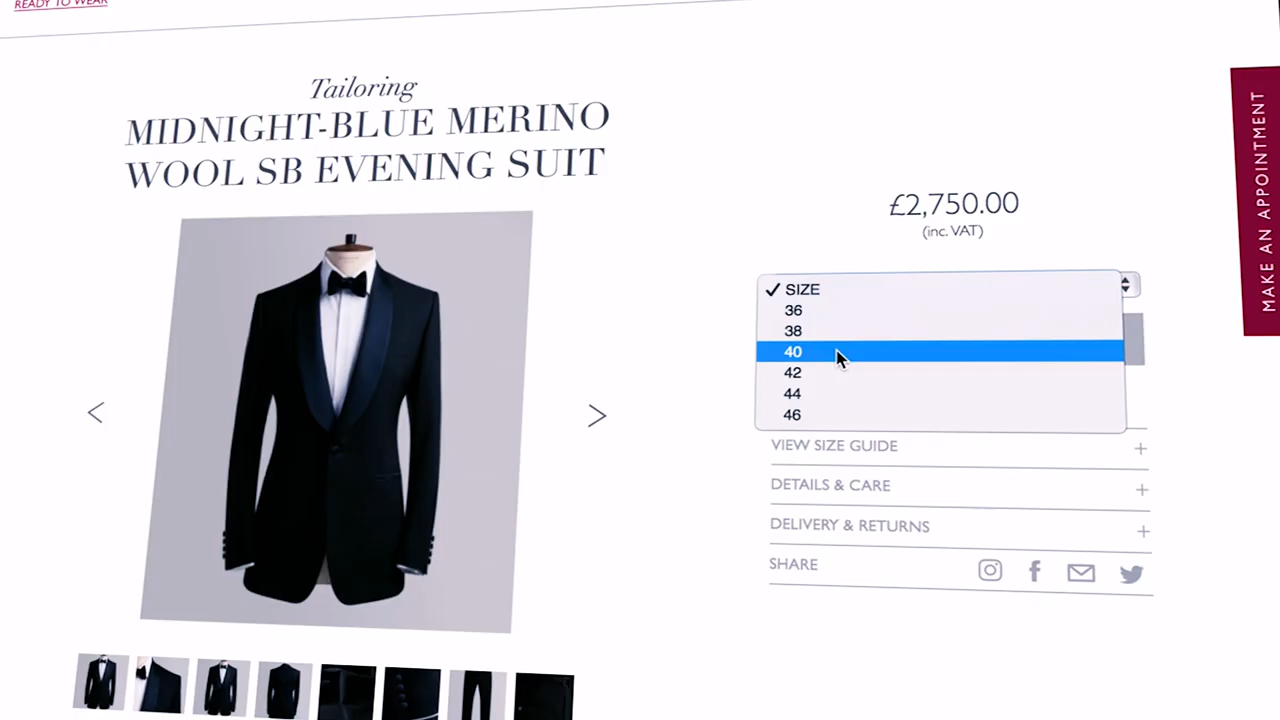 READY TO WEAR
Tailoring
MIDNIGHT-BLUE MERINO
WOOL SB EVENING SUIT
£2,750.00
(inc. VAT)
SIZE
36
38
40
42
44
46
VIEW SIZE GUIDE
DETAILS & CARE
DELIVERY & RETURNS
SHARE
MAKE AN APPOINTMENT